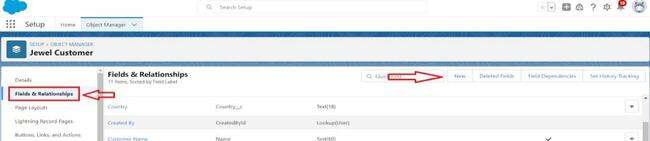 Search Setup
Setup Home Object Manager
SETUP > OBJECT MANAGER
Jewel Customer
Details
Fields & Relationships
Page Layouts
Lightning Record Pages
Buttons, Links, and Actions
Fields & Relationships
11 Items, Sorted by Field Label
New Deleted Fields Field Dependencies Set History Tracking
Country Country__c Text(18)
Created By CreatedById Lookup(User)
Customer Name Name Text(80)